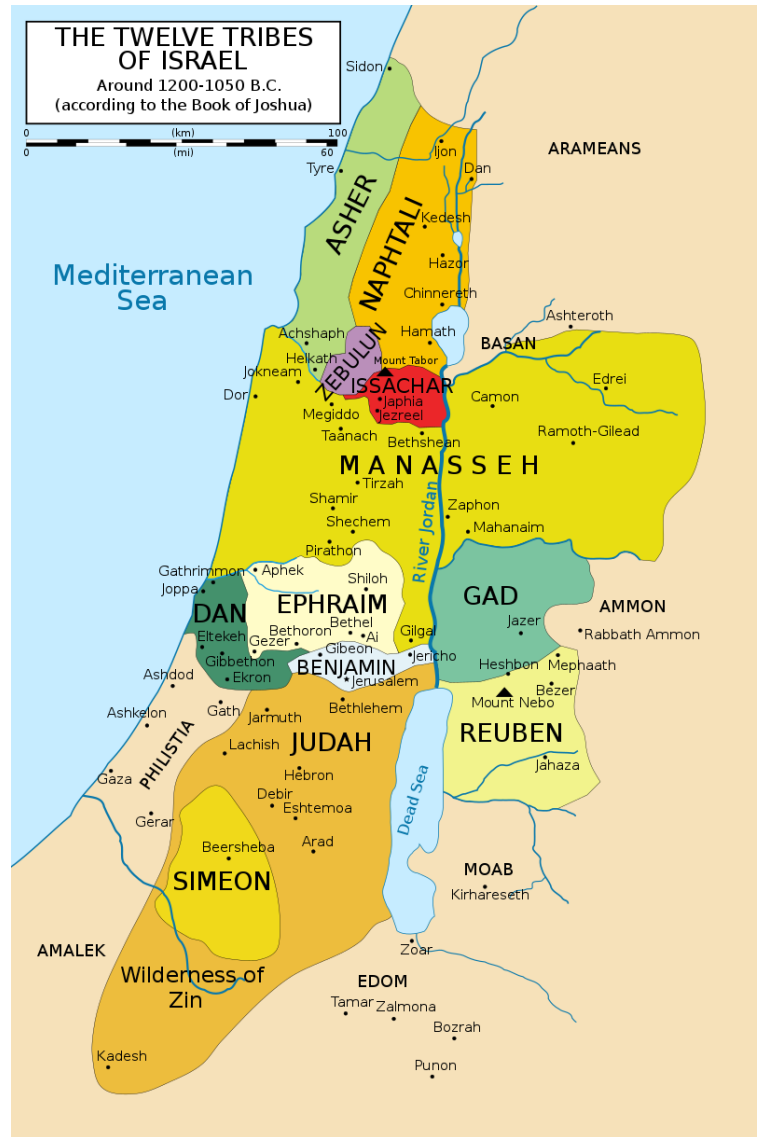 THE TWELVE TRIBES
OF ISRAEL
Around 1200-1050 B.C.
(according to the Book of Joshua)
0 (km) 100
0 (mi) 60
Sidon
Ijon
ARAMEANS
Tyre
Dan
ASHER
NAPHTALI
Kedesh
Hazor
Mediterranean
Sea
Chinnereth
Ashteroth
Achshaph
Hamath
BASAN
ZEBULUN
Helkath
Mount Tabor
Jokneam
ISSACHAR
Edrei
Dor
Japhia
Camon
Megiddo
Jezreel
Taanach
Bethshean
Ramoth-Gilead
MANASSEH
Tirzah
Shamir
Zaphon
Shechem
Mahanaim
River Jordan
Pirathon
Gathrimmon
Aphek
Shiloh
Joppa
DAN
EPHRAIM
GAD
AMMON
Eltekeh
Bethoron
Bethel
Ai
Gilgal
Jazer
Rabbath Ammon
Gezer
Gibeon
Gibbethon
BENJAMIN
Jericho
Heshbon
Mephaath
Ashdod
Ekron
Jerusalem
Bezer
Mount Nebo
Gath
Bethlehem
Ashkelon
Jarmuth
PHILISTIA
JUDAH
REUBEN
Lachish
Gaza
Hebron
Dead Sea
Jahaza
Debir
Eshtemoa
Gerar
Beersheba
Arad
MOAB
SIMEON
Kirhareseth
AMALEK
Zoar
Wilderness of
Zin
EDOM
Tamar
Zalmona
Bozrah
Kadesh
Punon